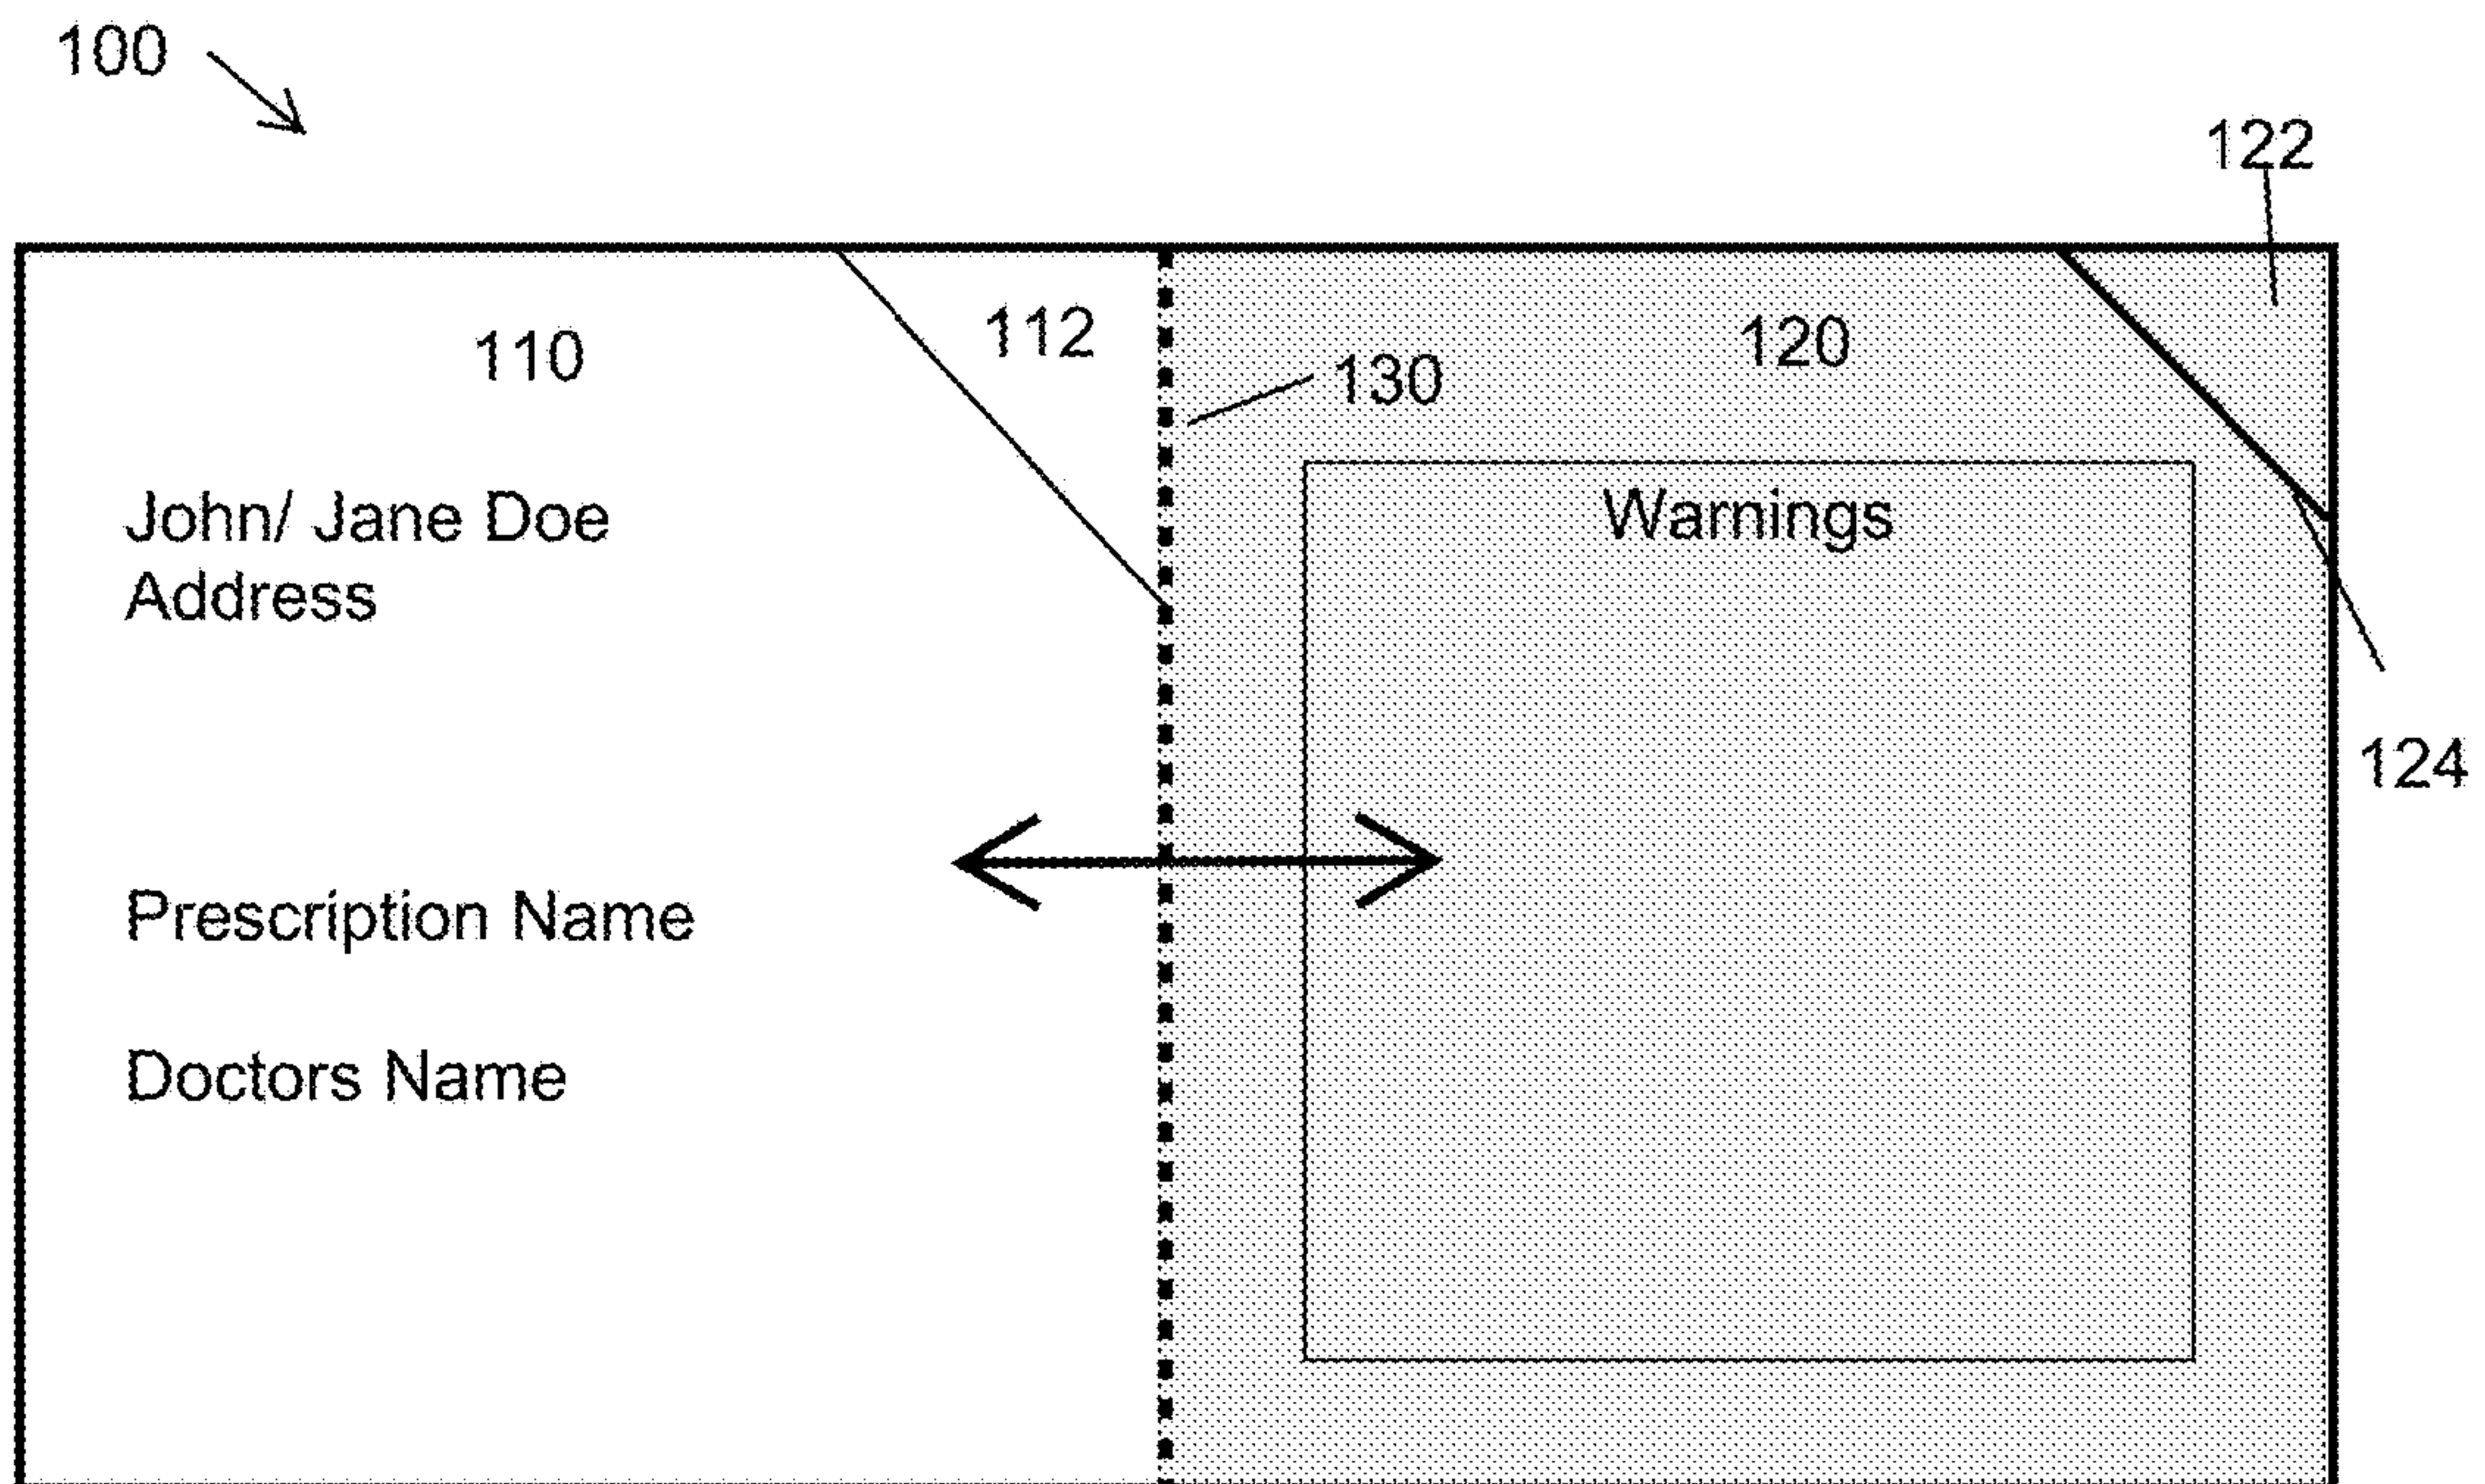 100
122
110
112
120
130
John/ Jane Doe
Address
Warnings
124
Prescription Name
Doctors Name